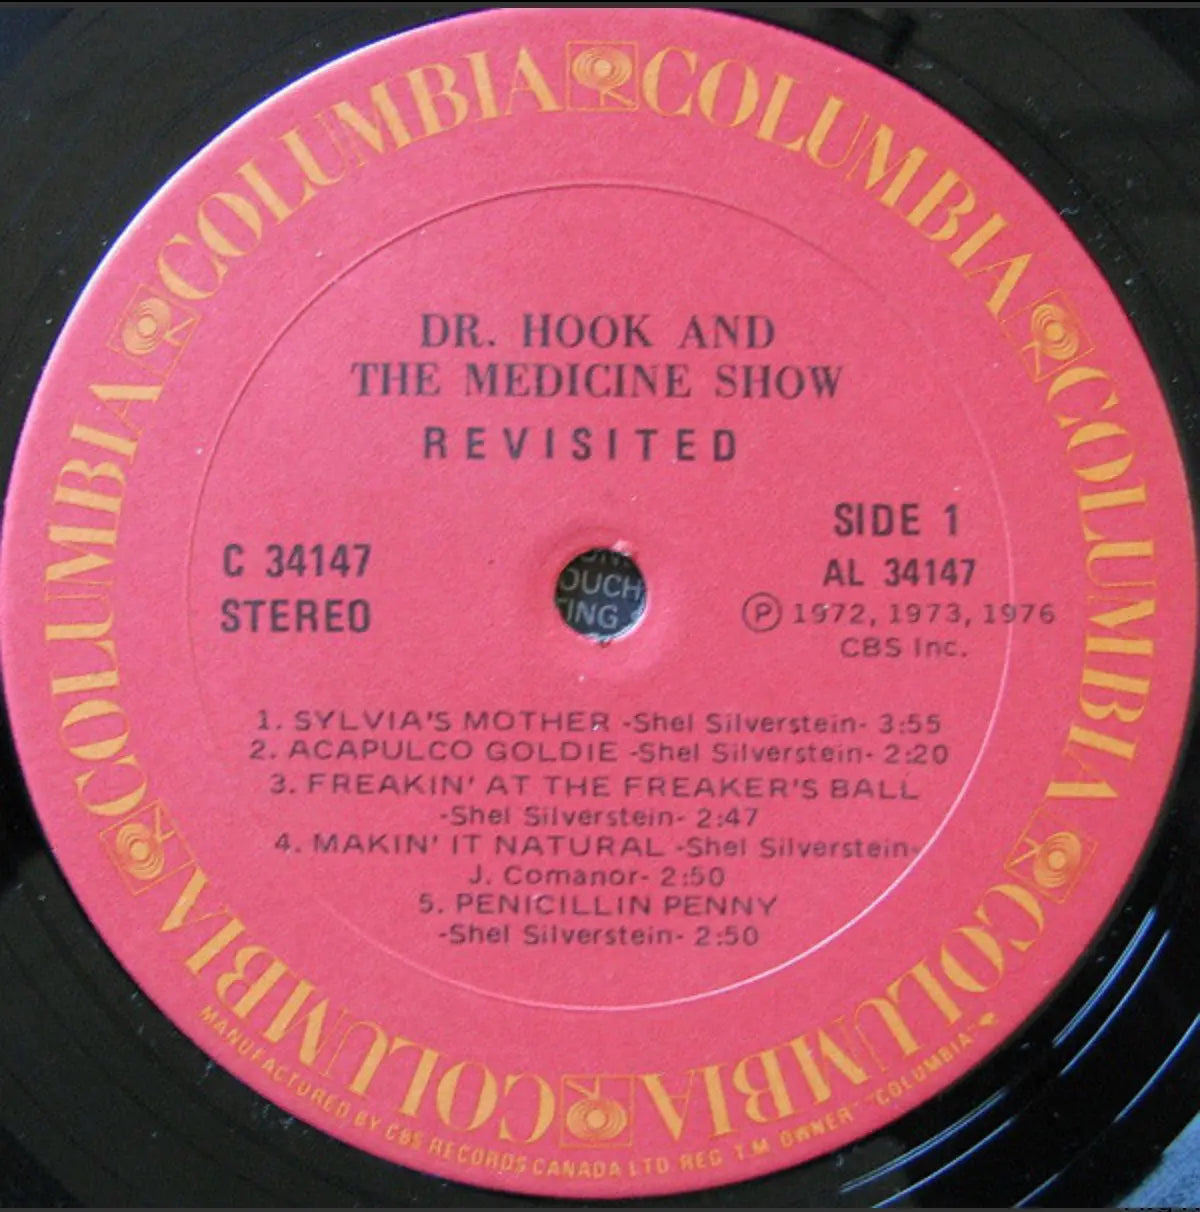 COLUMBIA COLUMBIA COLUMBIA COLUMBIA COLUMBIA COLUMBIA
DR. HOOK AND
THE MEDICINE SHOW
REVISITED
C 34147
STEREO
SIDE 1
AL 34147
Ⓟ 1972, 1973, 1976
CBS Inc.
OUCH
ING
1. SYLVIA'S MOTHER -Shel Silverstein- 3:55
2. ACAPULCO GOLDIE -Shel Silverstein- 2:20
3. FREAKIN' AT THE FREAKER'S BALL
-Shel Silverstein- 2:47
4. MAKIN' IT NATURAL -Shel Silverstein-
J. Comanor- 2:50
5. PENICILLIN PENNY
-Shel Silverstein- 2:50
MANUFACTURED BY CBS RECORDS CANADA LTD REG T.M. OWNER "COLUMBIA"